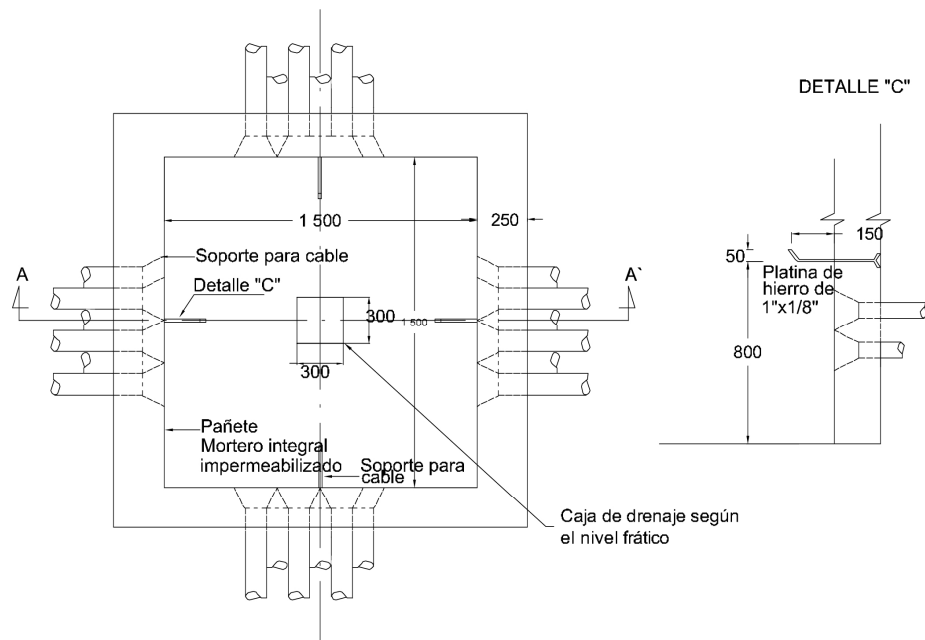 DETALLE "C"
1 500
250
150
Soporte para cable
50
A
A`
Detalle "C"
Platina de
hierro de
1"x1/8"
300
1 500
800
300
Pañete
Mortero integral
impermeabilizado
Soporte para
cable
Caja de drenaje según
el nivel frático